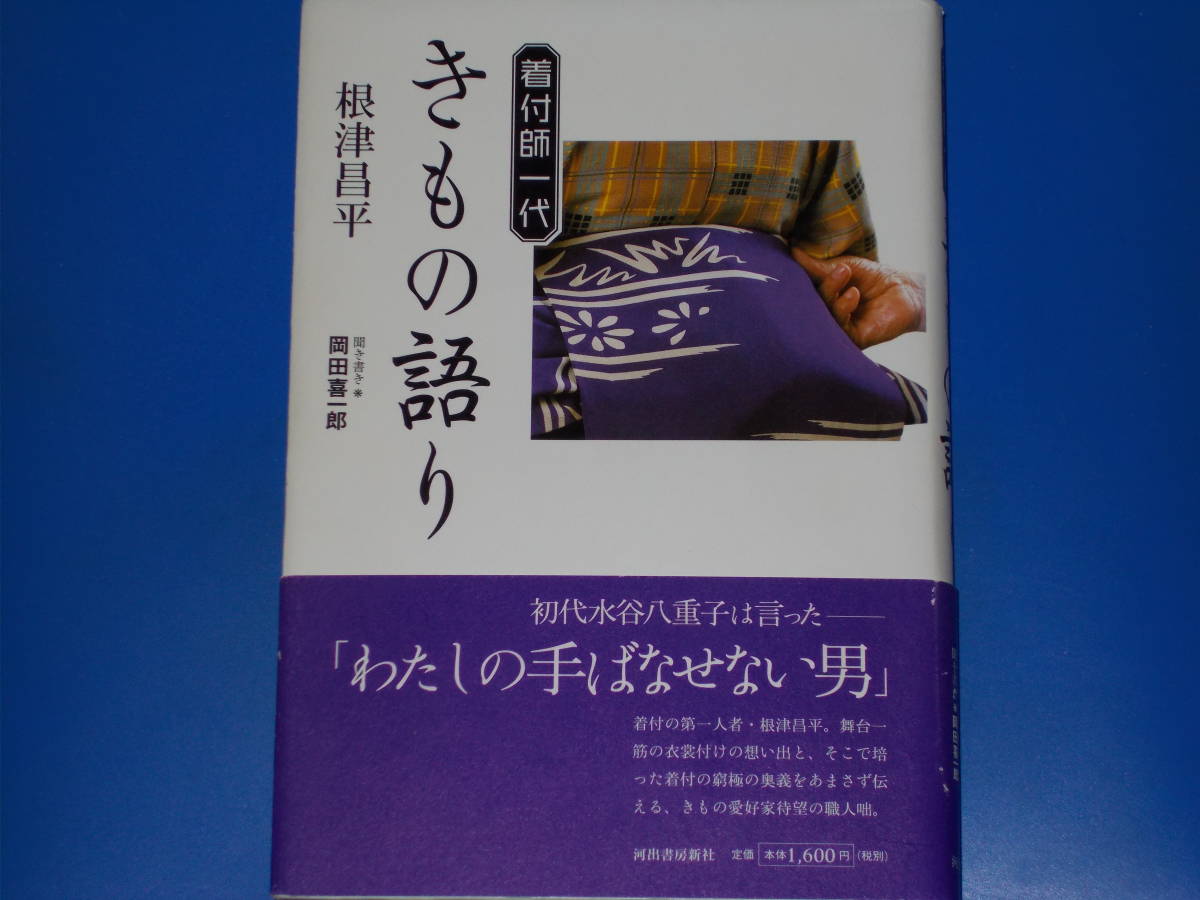 着付師一代
きもの語り
根津昌平
聞き書き*
岡田喜一郎
初代水谷八重子は言った――
「わたしの手ばなせない男」
着付の第一人者・根津昌平。舞台一
筋の衣裳付けの想い出と、そこで培
った着付の窮極の奥義をあまさず伝
える、きもの愛好家待望の職人咄。
河出書房新社 定価 本体1,600円(税別)